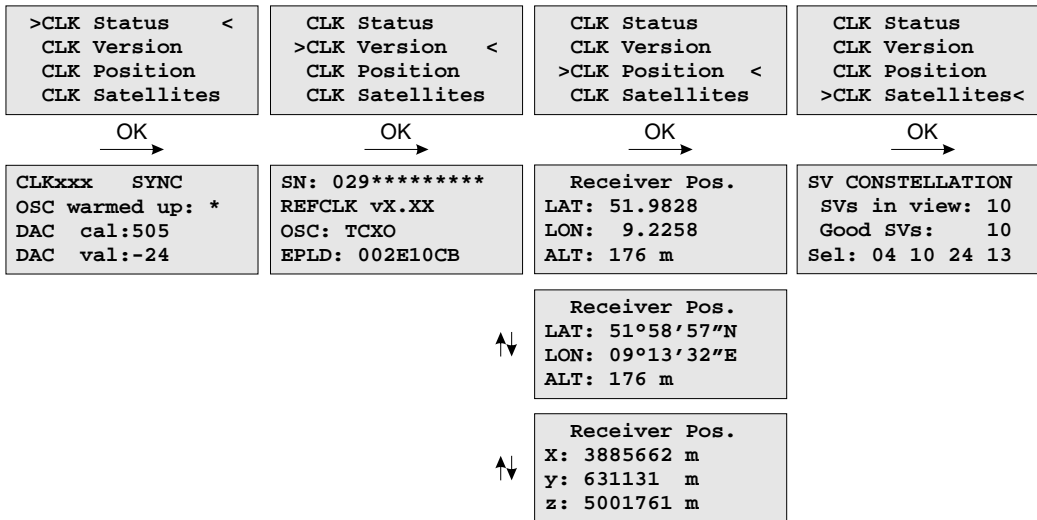 >CLK Status <
CLK Version
CLK Position
CLK Satellites
CLK Status
>CLK Version <
CLK Position
CLK Satellites
CLK Status
CLK Version
>CLK Position <
CLK Satellites
CLK Status
CLK Version
CLK Position
>CLK Satellites<
OK
OK
OK
OK
CLKxxx SYNC
OSC warmed up: *
DAC cal:505
DAC val:-24
SN: 029*********
REFCLK vX.XX
OSC: TCXO
EPLD: 002E10CB
Receiver Pos.
LAT: 51.9828
LON: 9.2258
ALT: 176 m
SV CONSTELLATION
SVs in view: 10
Good SVs: 10
Sel: 04 10 24 13
Receiver Pos.
LAT: 51°58’57”N
LON: 09°13’32”E
ALT: 176 m
Receiver Pos.
X: 3885662 m
y: 631131 m
z: 5001761 m